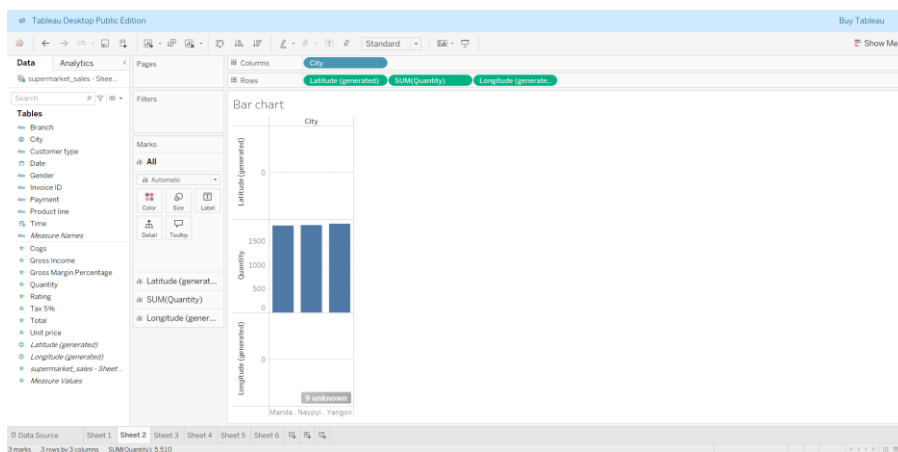 Tableau Desktop Public Edition
Buy Tableau
Standard
Show Me
Data
Analytics
supermarket_sales - Shee...
Search
Tables
Branch
City
Customer type
Date
Gender
Invoice ID
Payment
Product line
Time
Measure Names
Cogs
Gross Income
Gross Margin Percentage
Quantity
Rating
Tax 5%
Total
Unit price
Latitude (generated)
Longitude (generated)
supermarket_sales - Sheet...
Measure Values
Pages
Filters
Marks
All
Automatic
Color
Size
Label
Detail
Tooltip
Latitude (generat...
SUM(Quantity)
Longitude (gener...
Columns
City
Rows
Latitude (generated)
SUM(Quantity)
Longitude (generate..
Bar chart
City
Latitude (generated)
0
Quantity
1500
1000
500
0
Longitude (generated)
0
9 unknown
Manda.. Naypyi.. Yangon
Data Source
Sheet 1
Sheet 2
Sheet 3
Sheet 4
Sheet 5
Sheet 6
3 marks
3 rows by 3 columns
SUM(Quantity): 5,510